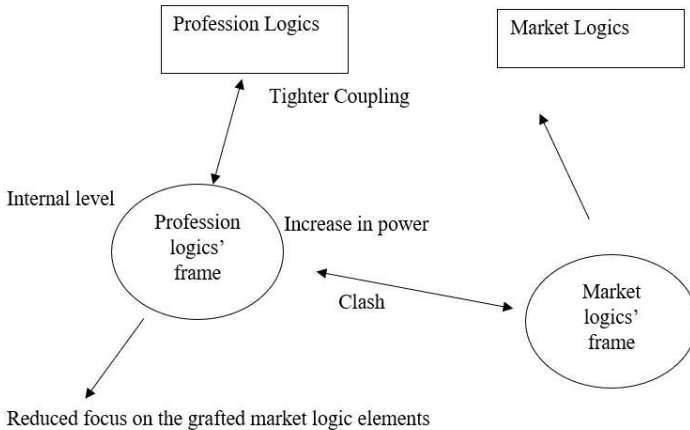 Profession Logics
Market Logics
Tighter Coupling
Internal level
Profession
logics’
frame
Increase in power
Clash
Market
logics’
frame
Reduced focus on the grafted market logic elements